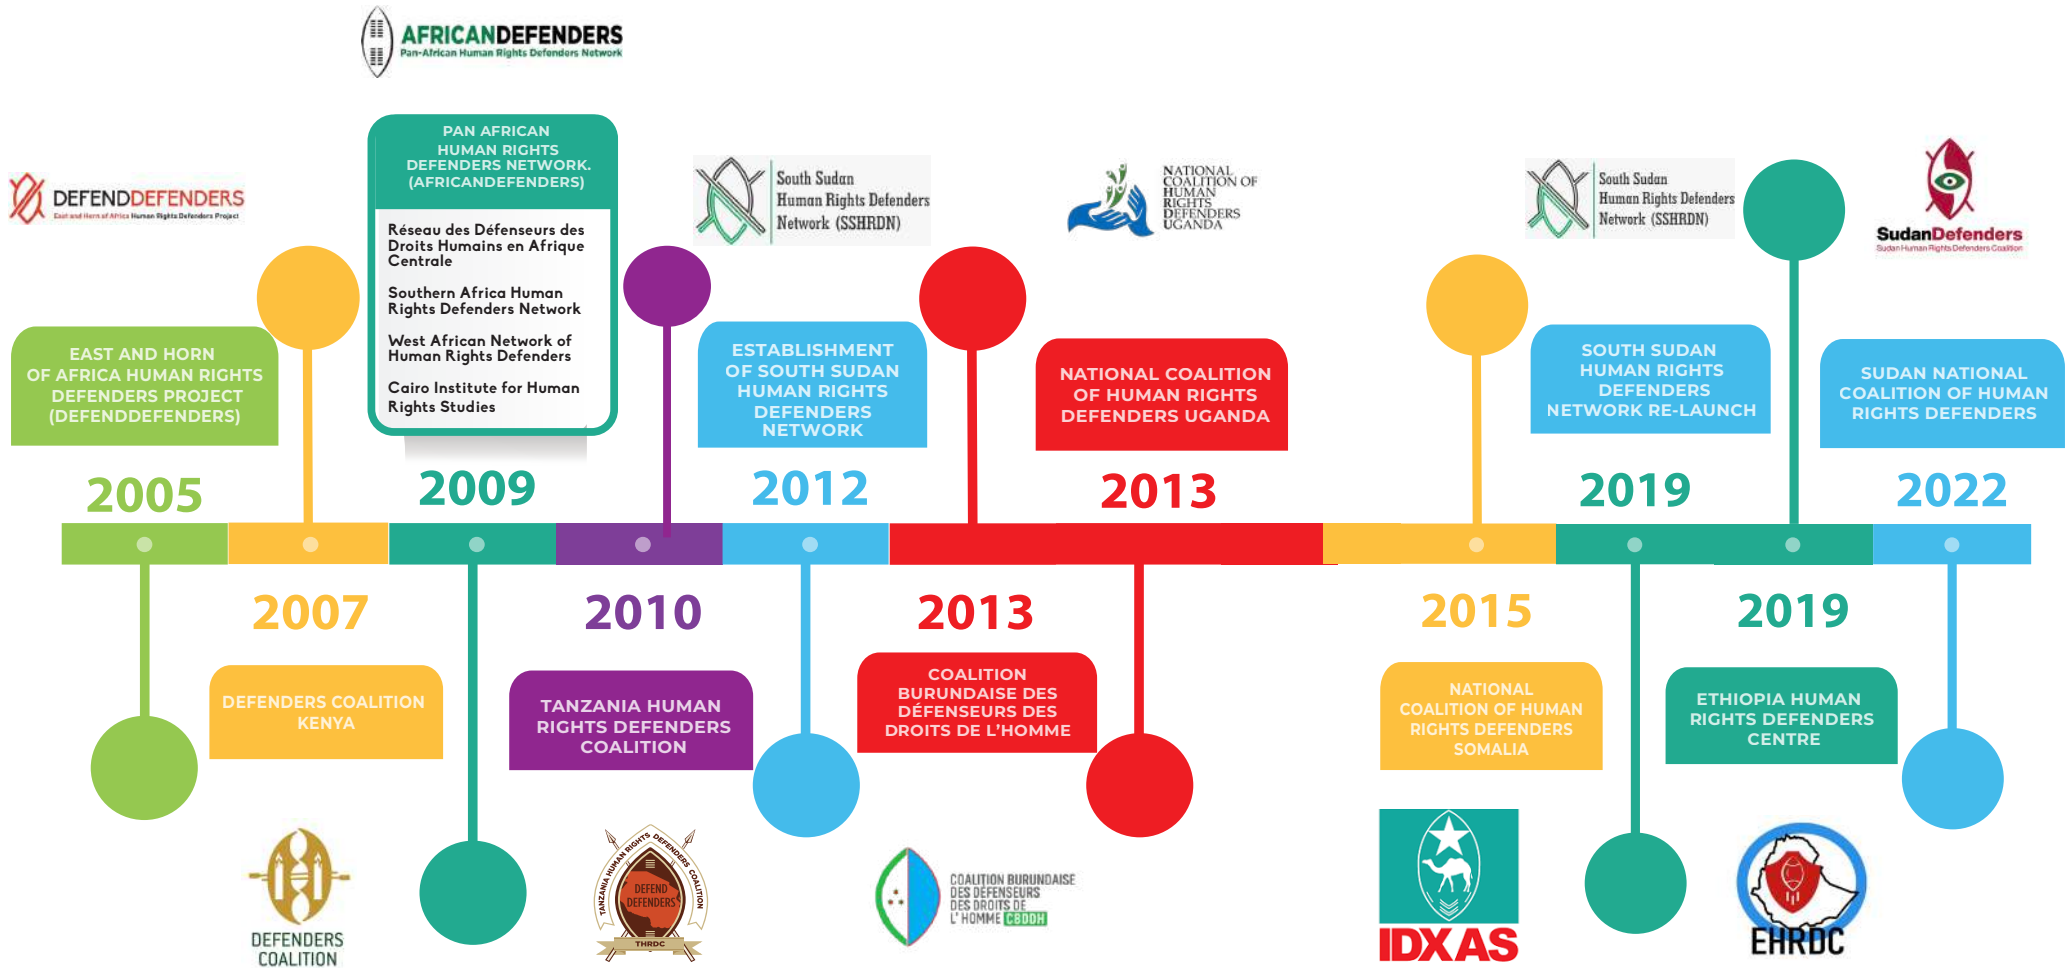 AFRICANDEFENDERS
Pan-African Human Rights Defenders Network
DEFENDDEFENDERS
East and Horn of Africa Human Rights Defenders Project
EAST AND HORN
OF AFRICA HUMAN RIGHTS
DEFENDERS PROJECT
(DEFENDDEFENDERS)
2005
2007
DEFENDERS COALITION
KENYA
DEFENDERS
COALITION
PAN AFRICAN
HUMAN RIGHTS
DEFENDERS NETWORK.
(AFRICANDEFENDERS)
Réseau des Défenseurs des
Droits Humains en Afrique
Centrale
Southern Africa Human
Rights Defenders Network
West African Network of
Human Rights Defenders
Cairo Institute for Human
Rights Studies
2009
2010
TANZANIA HUMAN
RIGHTS DEFENDERS
COALITION
TANZANIA HUMAN RIGHTS DEFENDERS COALITION
DEFEND
DEFENDERS
THRDC
South Sudan
Human Rights Defenders
Network (SSHRDN)
ESTABLISHMENT
OF SOUTH SUDAN
HUMAN RIGHTS
DEFENDERS
NETWORK
2012
2013
COALITION
BURUNDAISE DES
DÉFENSEURS DES
DROITS DE L'HOMME
COALITION BURUNDAISE
DES DÉFENSEURS
DES DROITS DE
L' HOMME CBDDH
NATIONAL
COALITION OF
HUMAN
RIGHTS
DEFENDERS
UGANDA
NATIONAL COALITION
OF HUMAN RIGHTS
DEFENDERS UGANDA
2013
2015
NATIONAL
COALITION OF HUMAN
RIGHTS DEFENDERS
SOMALIA
IDXAS
South Sudan
Human Rights Defenders
Network (SSHRDN)
SOUTH SUDAN
HUMAN RIGHTS
DEFENDERS
NETWORK RE-LAUNCH
2019
2019
ETHIOPIA HUMAN
RIGHTS DEFENDERS
CENTRE
EHRDC
SudanDefenders
Sudan Human Rights Defenders Coalition
SUDAN NATIONAL
COALITION OF HUMAN
RIGHTS DEFENDERS
2022